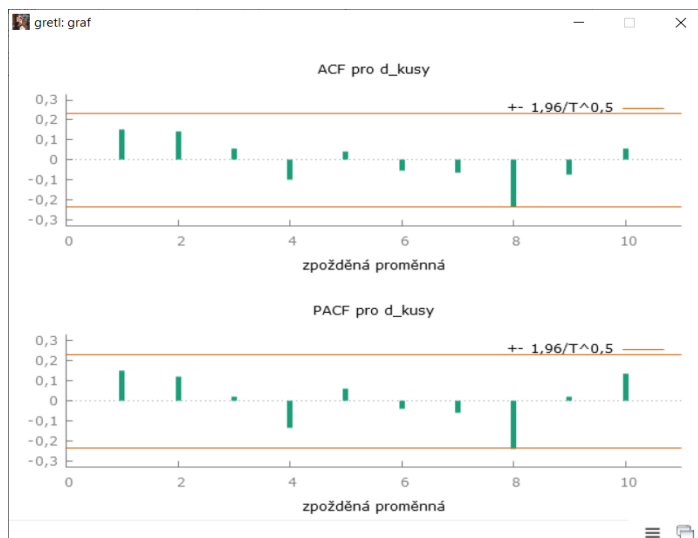 gretl: graf
ACF pro d_kusy
+- 1,96/T^0,5
0,3
0,2
0,1
0
-0,1
-0,2
-0,3
0 2 4 6 8 10
zpožděná proměnná
PACF pro d_kusy
+- 1,96/T^0,5
0,3
0,2
0,1
0
-0,1
-0,2
-0,3
0 2 4 6 8 10
zpožděná proměnná